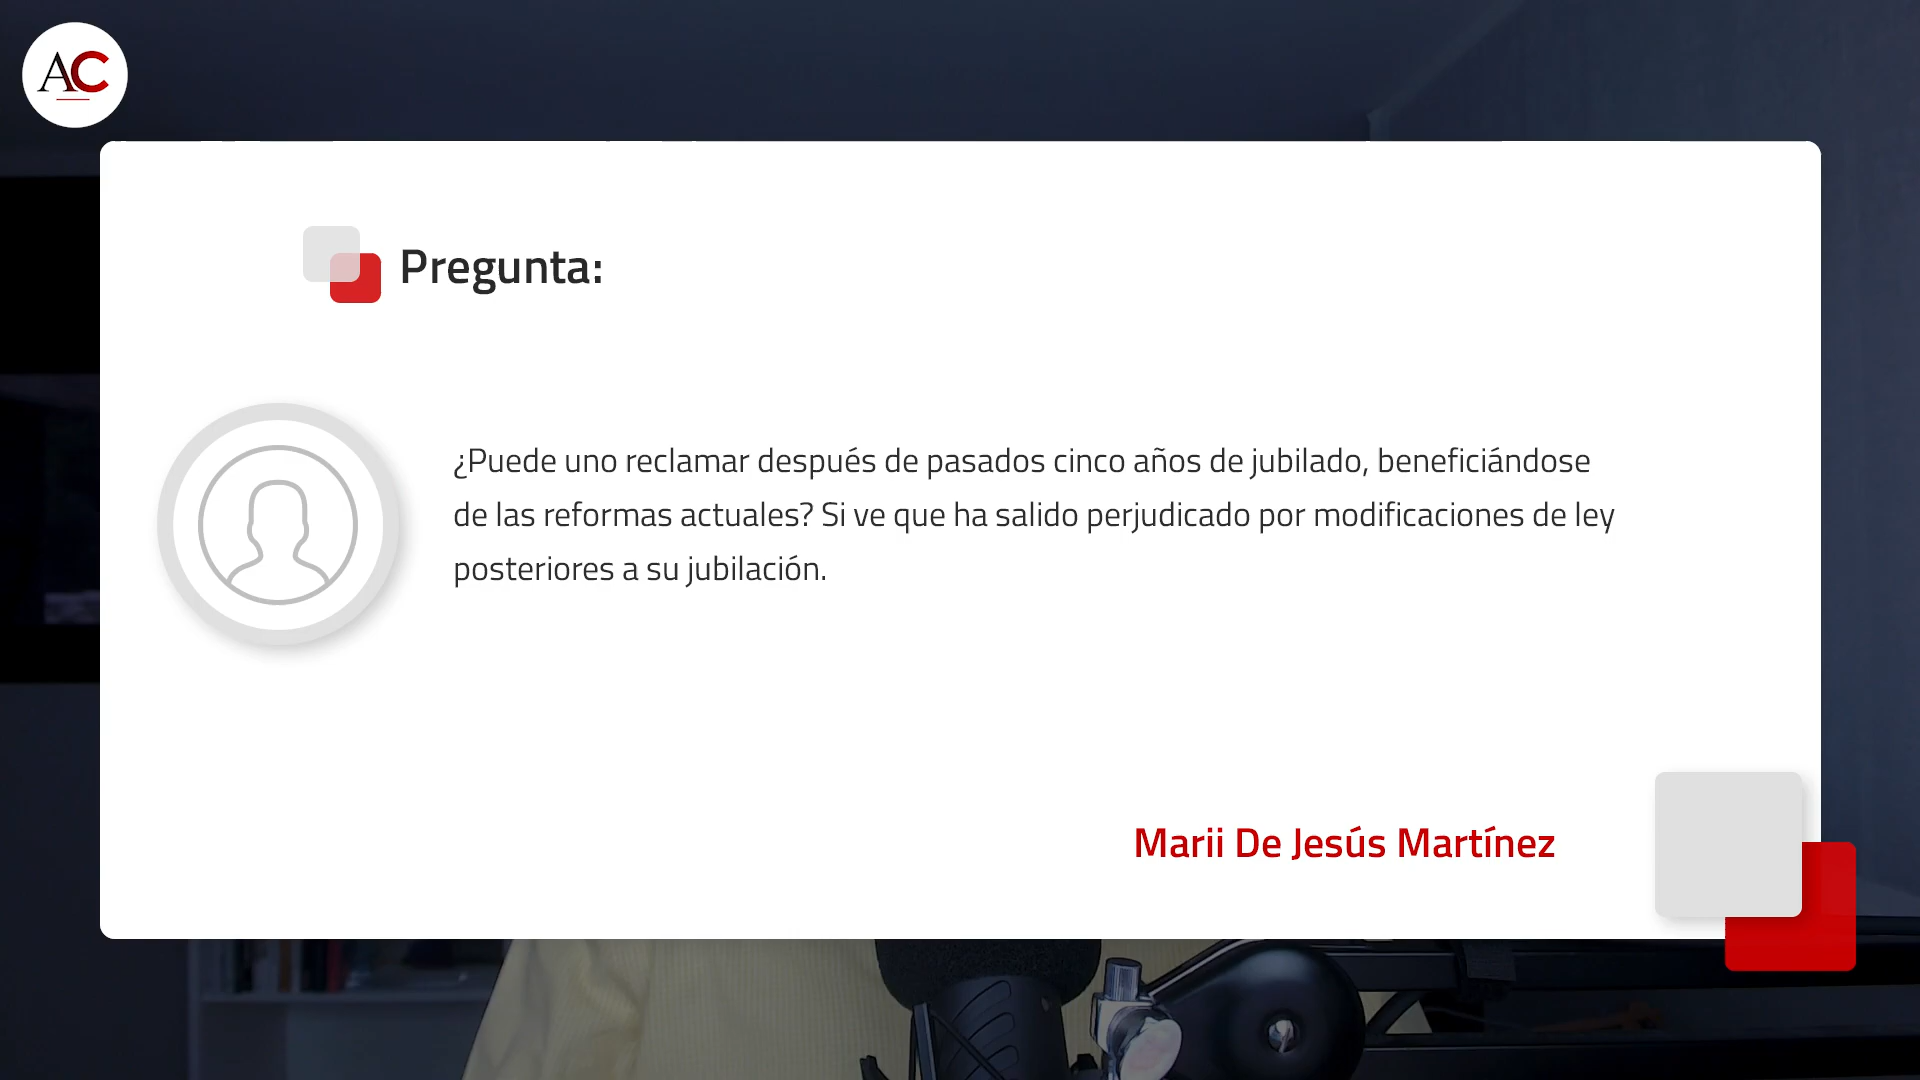 AC
Pregunta:
¿Puede uno reclamar después de pasados cinco años de jubilado, beneficiándose
de las reformas actuales? Si ve que ha salido perjudicado por modificaciones de ley
posteriores a su jubilación.
Marii De Jesús Martínez